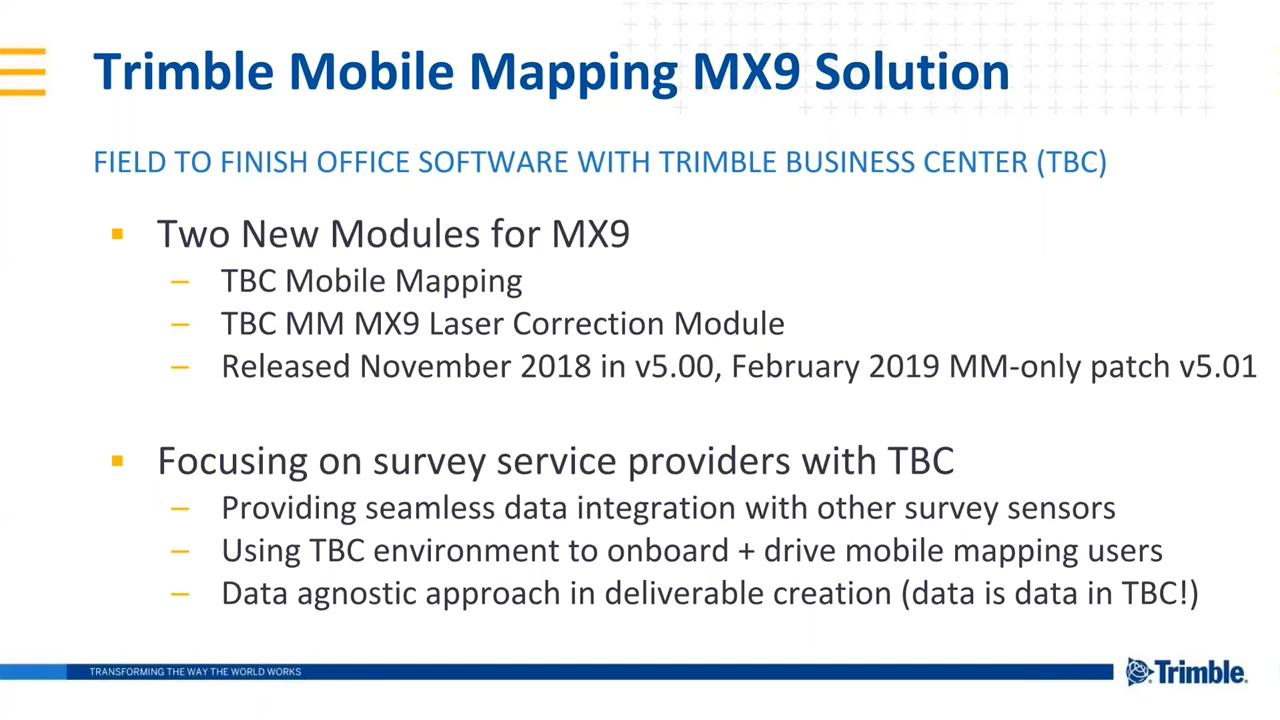 Trimble Mobile Mapping MX9 Solution
FIELD TO FINISH OFFICE SOFTWARE WITH TRIMBLE BUSINESS CENTER (TBC)
▪ Two New Modules for MX9
– TBC Mobile Mapping
– TBC MM MX9 Laser Correction Module
– Released November 2018 in v5.00, February 2019 MM-only patch v5.01
▪ Focusing on survey service providers with TBC
– Providing seamless data integration with other survey sensors
– Using TBC environment to onboard + drive mobile mapping users
– Data agnostic approach in deliverable creation (data is data in TBC!)
TRANSFORMING THE WAY THE WORLD WORKS
Trimble.